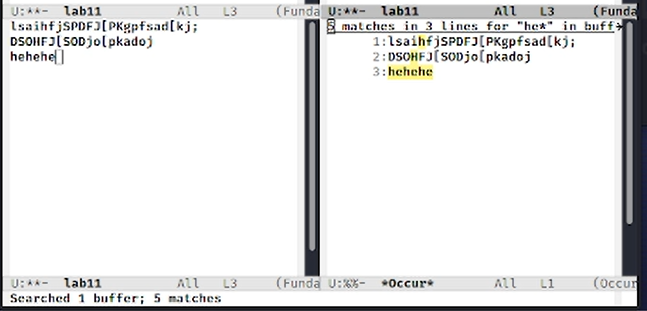 U:**-  lab11          All    L3      (Funda
lsaihfjSPDFJ[PKgpfsad[kj;
DSOHFJ[SODjo[pkadoj
hehehe
U:**-  lab11          All    L3      (Funda
Searched 1 buffer; 5 matches
U:**-  lab11          All    L3      (Funda
5 matches in 3 lines for "he*" in buff
1:lsaihfjSPDFJ[PKgpfsad[kj;
2:DSOHFJ[SODjo[pkadoj
3:hehehe
U:%%-  *Occur*        All    L1      (Occur